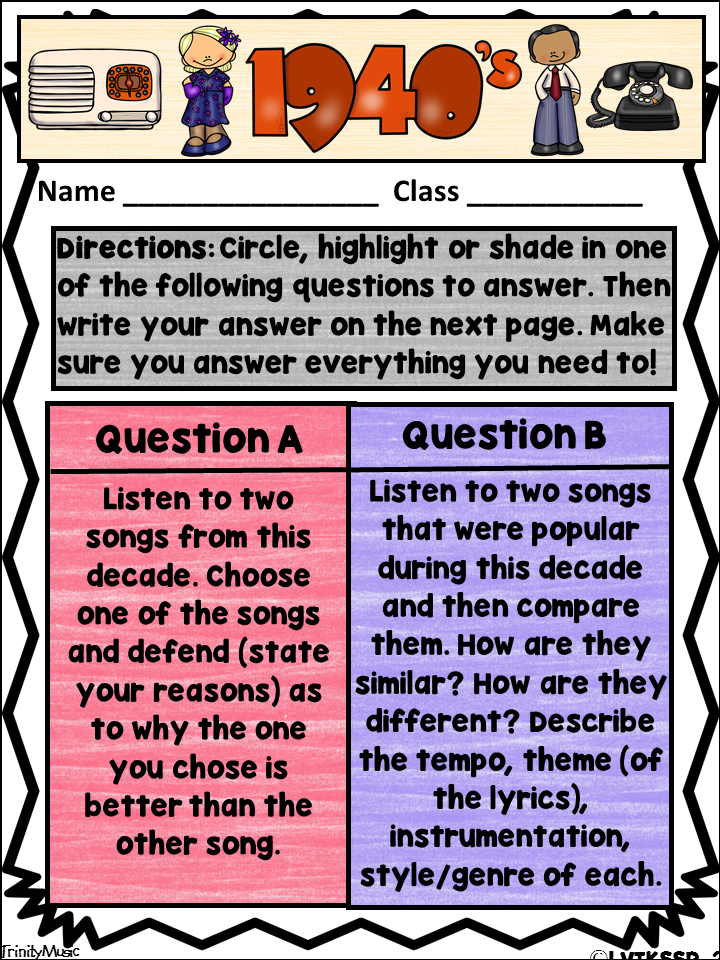 1940's
Name ________________ Class ___________
Directions: Circle, highlight or shade in one
of the following questions to answer. Then
write your answer on the next page. Make
sure you answer everything you need to!
Question A
Listen to two
songs from this
decade. Choose
one of the songs
and defend (state
your reasons) as
to why the one
you chose is
better than the
other song.
Question B
Listen to two songs
that were popular
during this decade
and then compare
them. How are they
similar? How are they
different? Describe
the tempo, theme (of
the lyrics),
instrumentation,
style/genre of each.
TrinityMusic